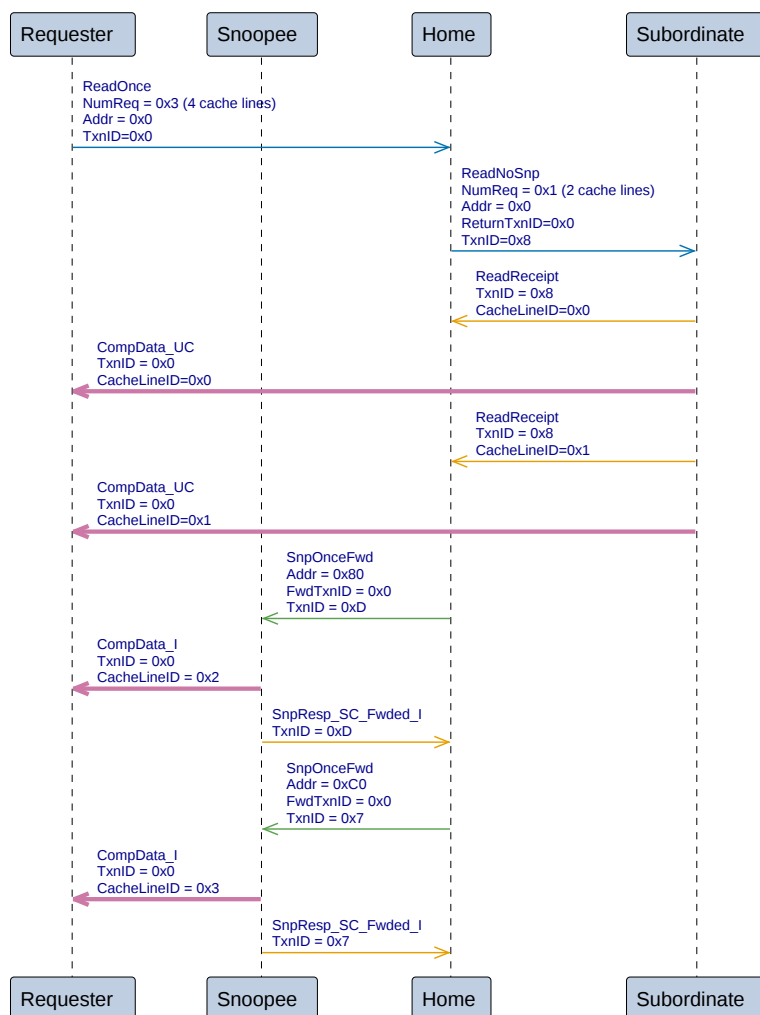 Requester
Snoopee
Home
Subordinate
ReadOnce
NumReq = 0x3 (4 cache lines)
Addr = 0x0
TxnID=0x0
ReadNoSnp
NumReq = 0x1 (2 cache lines)
Addr = 0x0
ReturnTxnID=0x0
TxnID=0x8
ReadReceipt
TxnID = 0x8
CacheLineID=0x0
CompData_UC
TxnID = 0x0
CacheLineID=0x0
ReadReceipt
TxnID = 0x8
CacheLineID=0x1
CompData_UC
TxnID = 0x0
CacheLineID=0x1
SnpOnceFwd
Addr = 0x80
FwdTxnID = 0x0
TxnID = 0xD
CompData_I
TxnID = 0x0
CacheLineID = 0x2
SnpResp_SC_Fwded_I
TxnID = 0xD
SnpOnceFwd
Addr = 0xC0
FwdTxnID = 0x0
TxnID = 0x7
CompData_I
TxnID = 0x0
CacheLineID = 0x3
SnpResp_SC_Fwded_I
TxnID = 0x7
Requester
Snoopee
Home
Subordinate